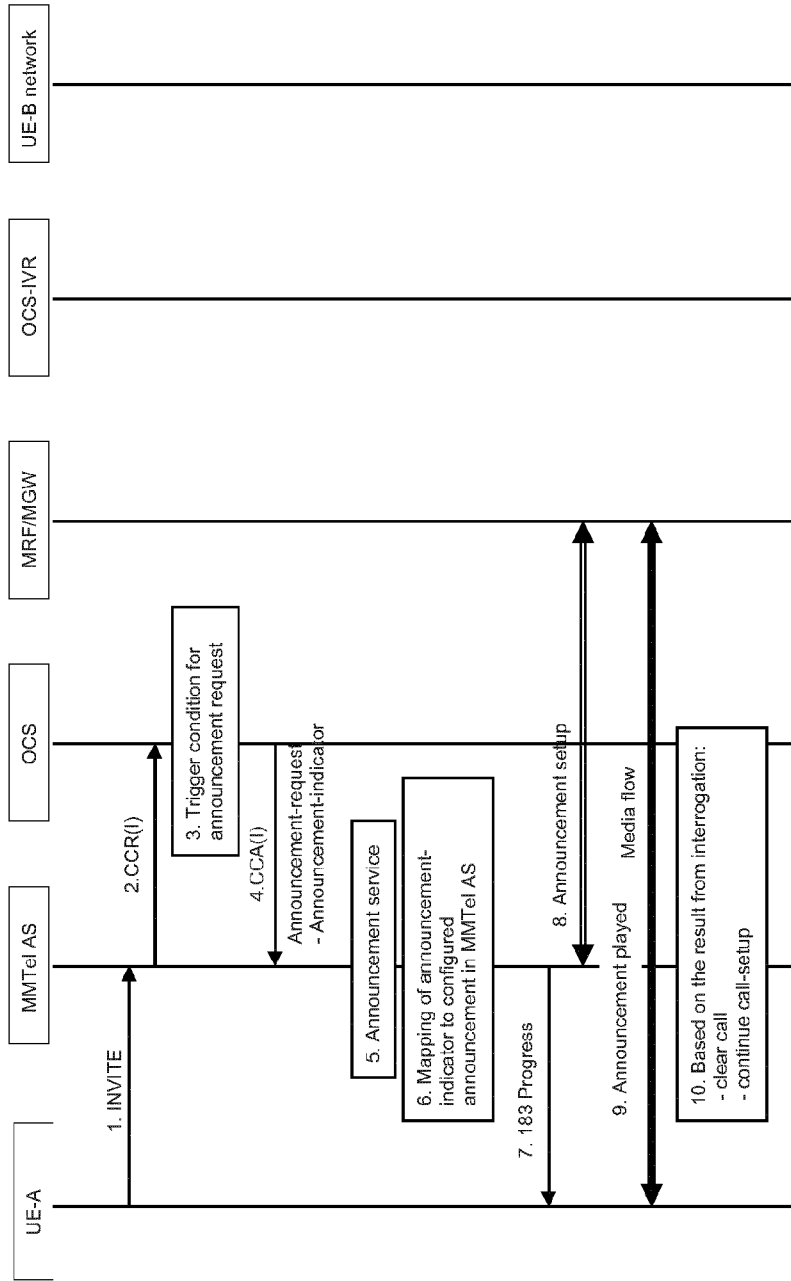 UE-A
MMTel AS
OCS
MRF/MGW
OCS-IVR
UE-B network
1. INVITE
2.CCR(I)
3. Trigger condition for
announcement request
4.CCA(I)
Announcement-request
- Announcement-indicator
5. Announcement service
6. Mapping of announcement-
indicator to configured
announcement in MMTel AS
7. 183 Progress
8. Announcement setup
9. Announcement played
Media flow
10. Based on the result from interrogation:
- clear call
- continue call-setup